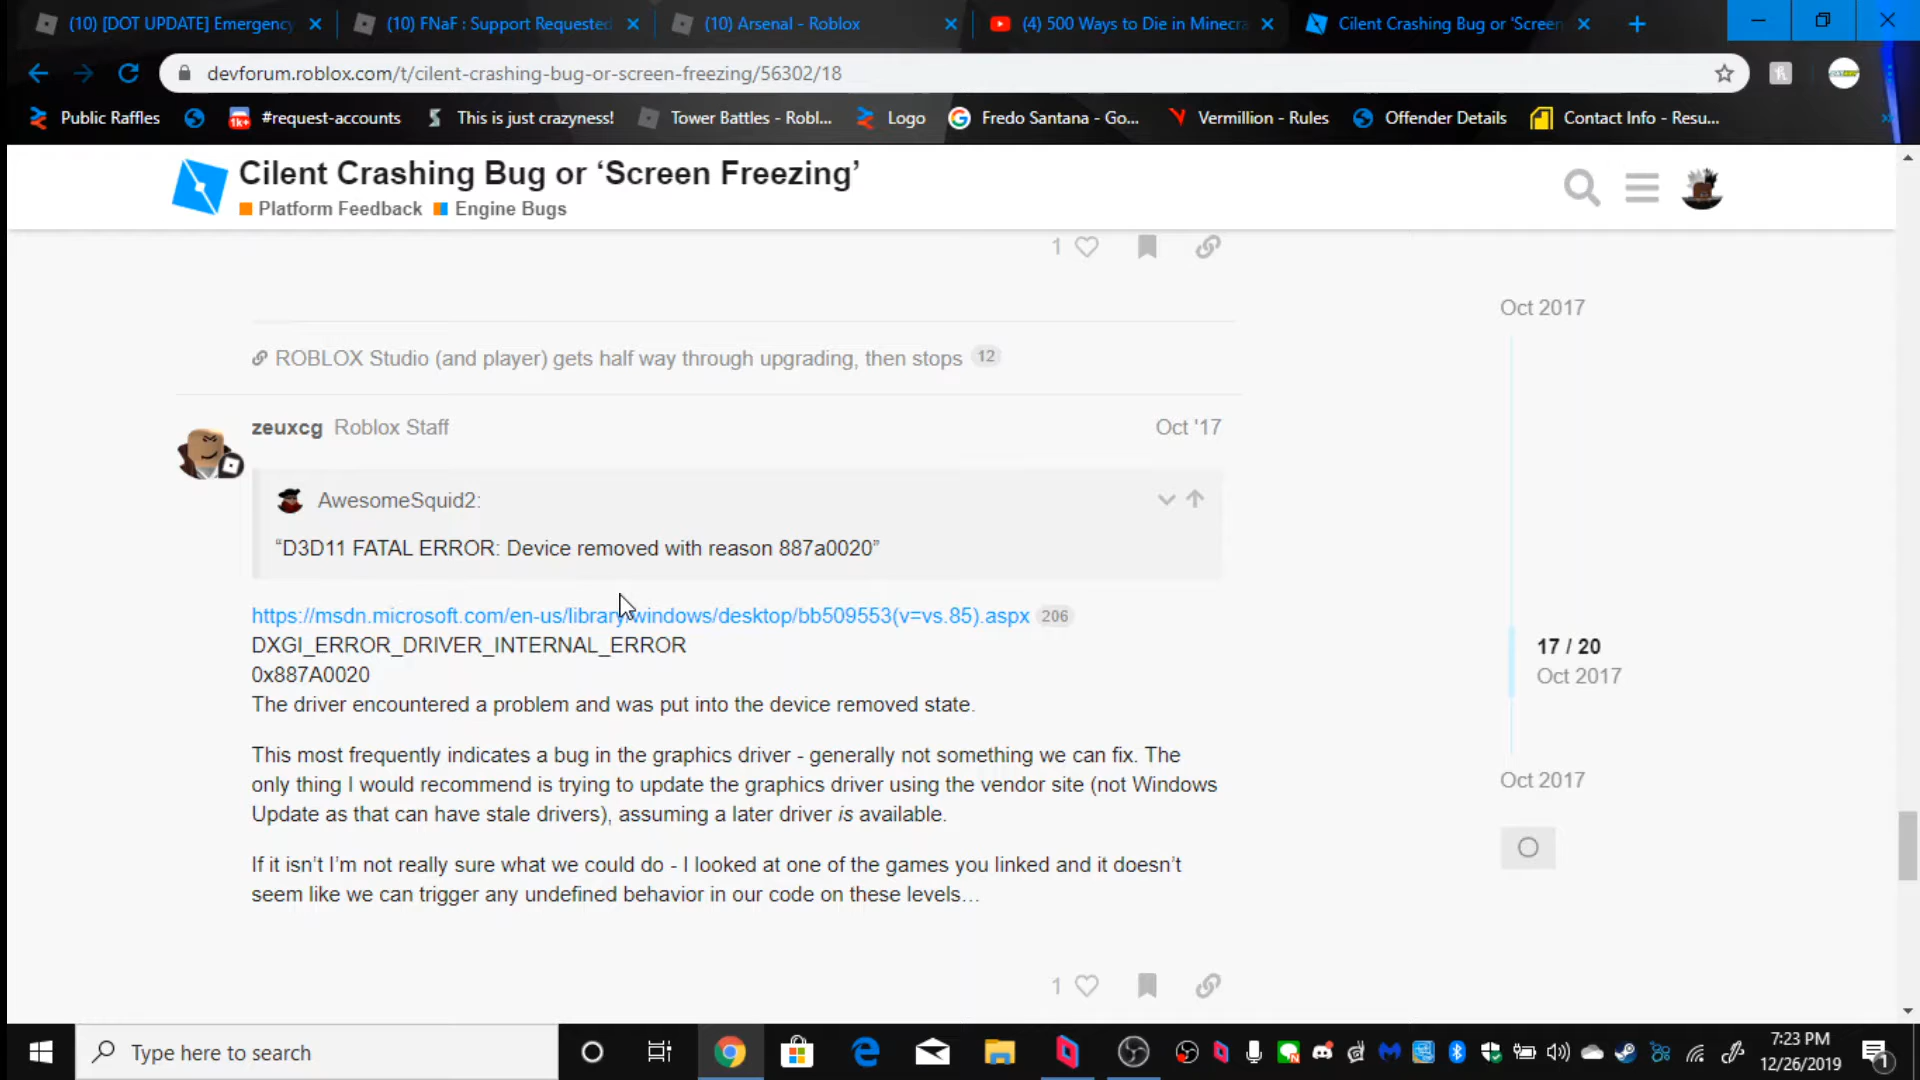 (10) [DOT UPDATE] Emergency
(10) FNaF : Support Requested
(10) Arsenal - Roblox
(4) 500 Ways to Die in Minecra
Cilent Crashing Bug or 'Screen
devforum.roblox.com/t/cilent-crashing-bug-or-screen-freezing/56302/18
Public Raffles
1k+
#request-accounts
This is just crazyness!
Tower Battles - Robl...
Logo
Fredo Santana - Go...
Vermillion - Rules
Offender Details
Contact Info - Resu...
Cilent Crashing Bug or ‘Screen Freezing’
Platform Feedback Engine Bugs
1
Oct 2017
ROBLOX Studio (and player) gets half way through upgrading, then stops 12
zeuxcg Roblox Staff
Oct '17
AwesomeSquid2:
“D3D11 FATAL ERROR: Device removed with reason 887a0020”
https://msdn.microsoft.com/en-us/library/windows/desktop/bb509553(v=vs.85).aspx 206
DXGI_ERROR_DRIVER_INTERNAL_ERROR
0x887A0020
The driver encountered a problem and was put into the device removed state.
17 / 20
Oct 2017
This most frequently indicates a bug in the graphics driver - generally not something we can fix. The
only thing I would recommend is trying to update the graphics driver using the vendor site (not Windows
Update as that can have stale drivers), assuming a later driver is available.
Oct 2017
If it isn’t I’m not really sure what we could do - I looked at one of the games you linked and it doesn’t
seem like we can trigger any undefined behavior in our code on these levels…
1
Type here to search
7:23 PM
12/26/2019
1